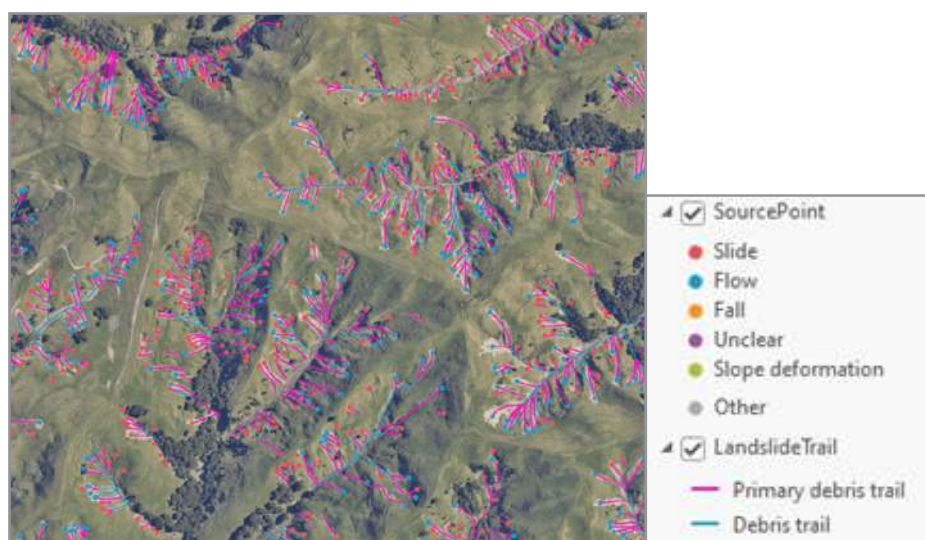 SourcePoint
Slide
Flow
Fall
Unclear
Slope deformation
Other
LandslideTrail
Primary debris trail
Debris trail